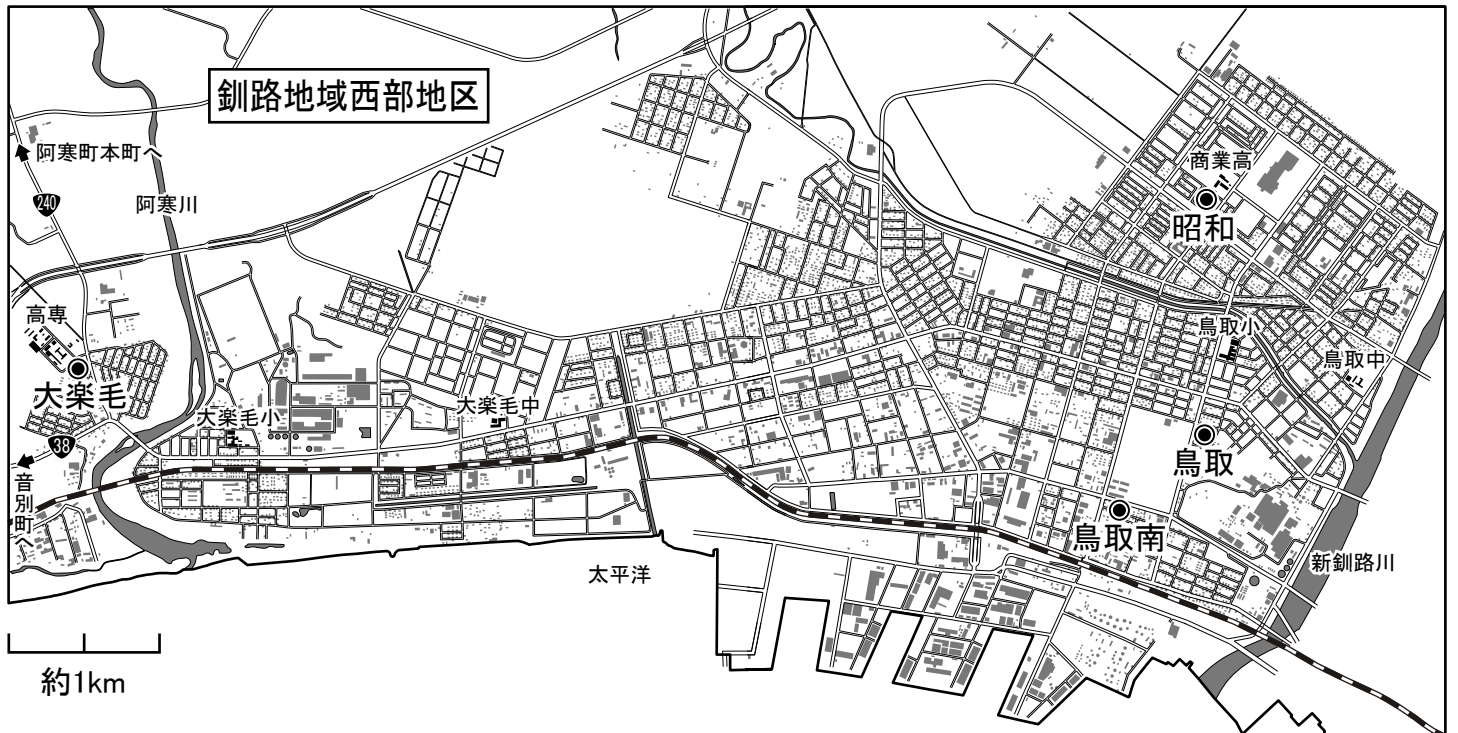 釧路地域西部地区
阿寒町本町へ
商業高
240
阿寒川
昭和
高専
鳥取小
鳥取中
大楽毛
大楽毛小
大楽毛中
38
鳥取
音別町へ
鳥取南
新釧路川
太平洋
約1km